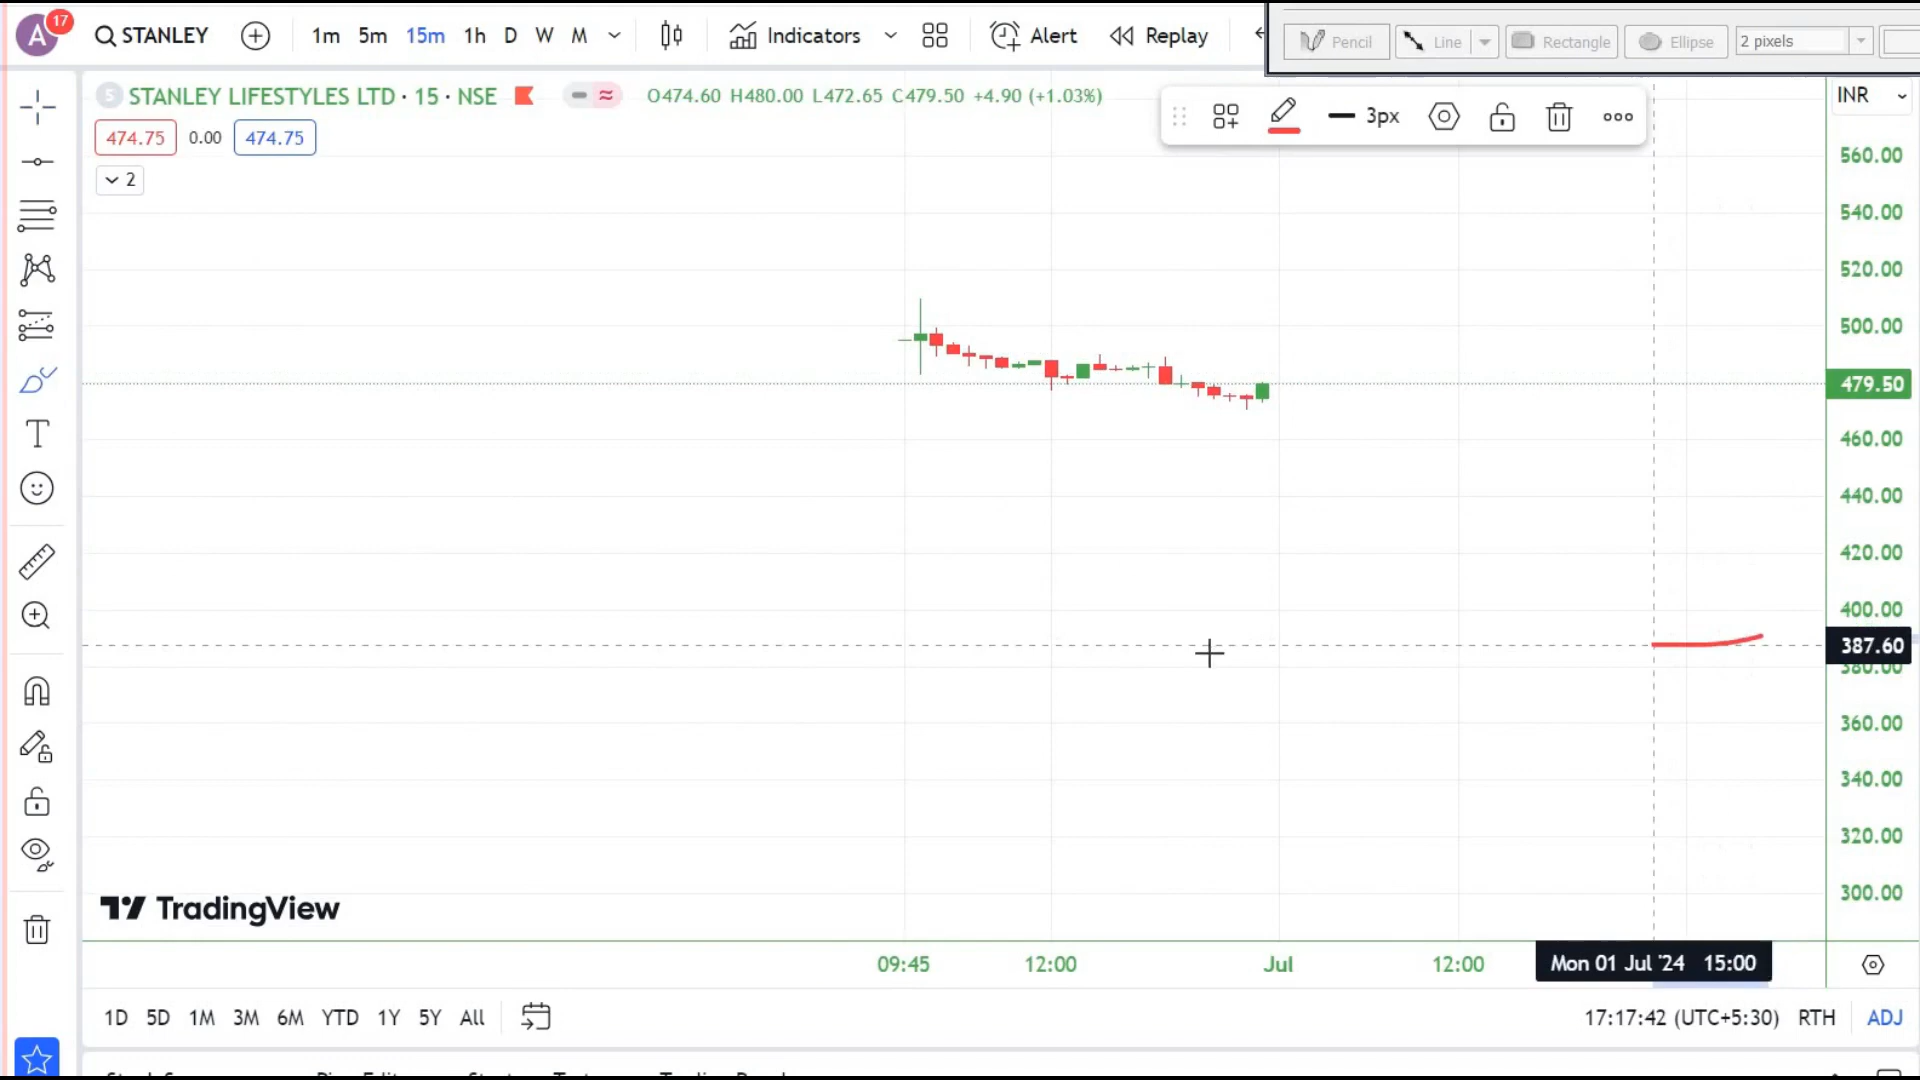 A 17 STANLEY 1m 5m 15m 1h D W M Indicators Alert Replay Pencil Line Rectangle Ellipse 2 pixels
S STANLEY LIFESTYLES LTD · 15 · NSE O474.60 H480.00 L472.65 C479.50 +4.90 (+1.03%) 3px INR
474.75 0.00 474.75
2
560.00
540.00
520.00
500.00
479.50
460.00
440.00
420.00
400.00
387.60
380.00
360.00
340.00
320.00
300.00
TradingView
09:45 12:00 Jul 12:00 Mon 01 Jul '24 15:00
1D 5D 1M 3M 6M YTD 1Y 5Y All 17:17:42 (UTC+5:30) RTH ADJ